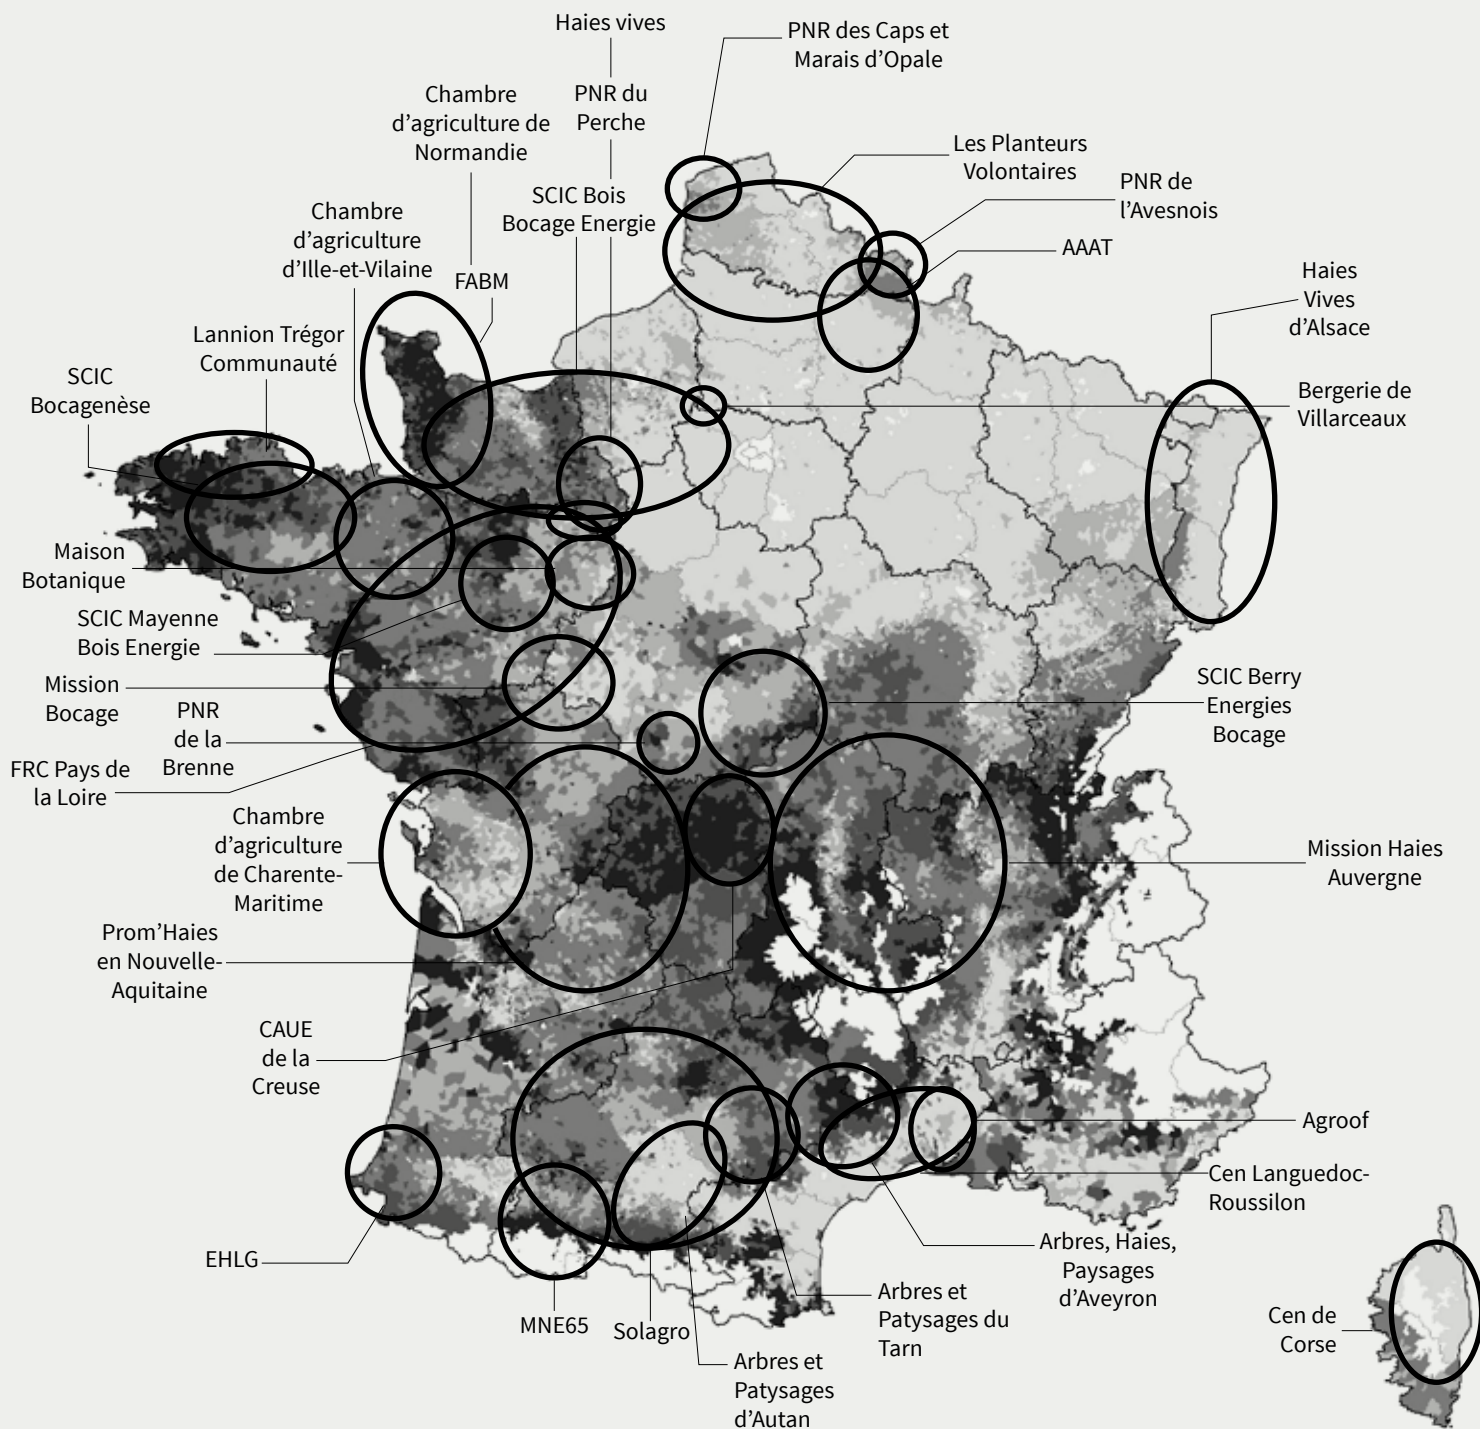 Haies vives
PNR des Caps et
Marais d’Opale
Chambre
d’agriculture de
Normandie
PNR du
Perche
Les Planteurs
Volontaires
PNR de
l’Avesnois
SCIC Bois
Bocage Energie
Chambre
d’agriculture
d’Ille-et-Vilaine
AAAT
FABM
Haies
Vives
d’Alsace
Lannion Trégor
Communauté
SCIC
Bocagenèse
Bergerie de
Villarceaux
Maison
Botanique
SCIC Mayenne
Bois Energie
Mission
Bocage
SCIC Berry
Energies
Bocage
PNR
de la
Brenne
FRC Pays de
la Loire
Chambre
d’agriculture
de Charente-
Maritime
Mission Haies
Auvergne
Prom’Haies
en Nouvelle-
Aquitaine
CAUE
de la
Creuse
Agroof
Cen Languedoc-
Roussilon
EHLG
Arbres, Haies,
Paysages
d’Aveyron
Arbres et
Patysages du
Tarn
MNE65
Solagro
Cen de
Corse
Arbres et
Patysages
d’Autan